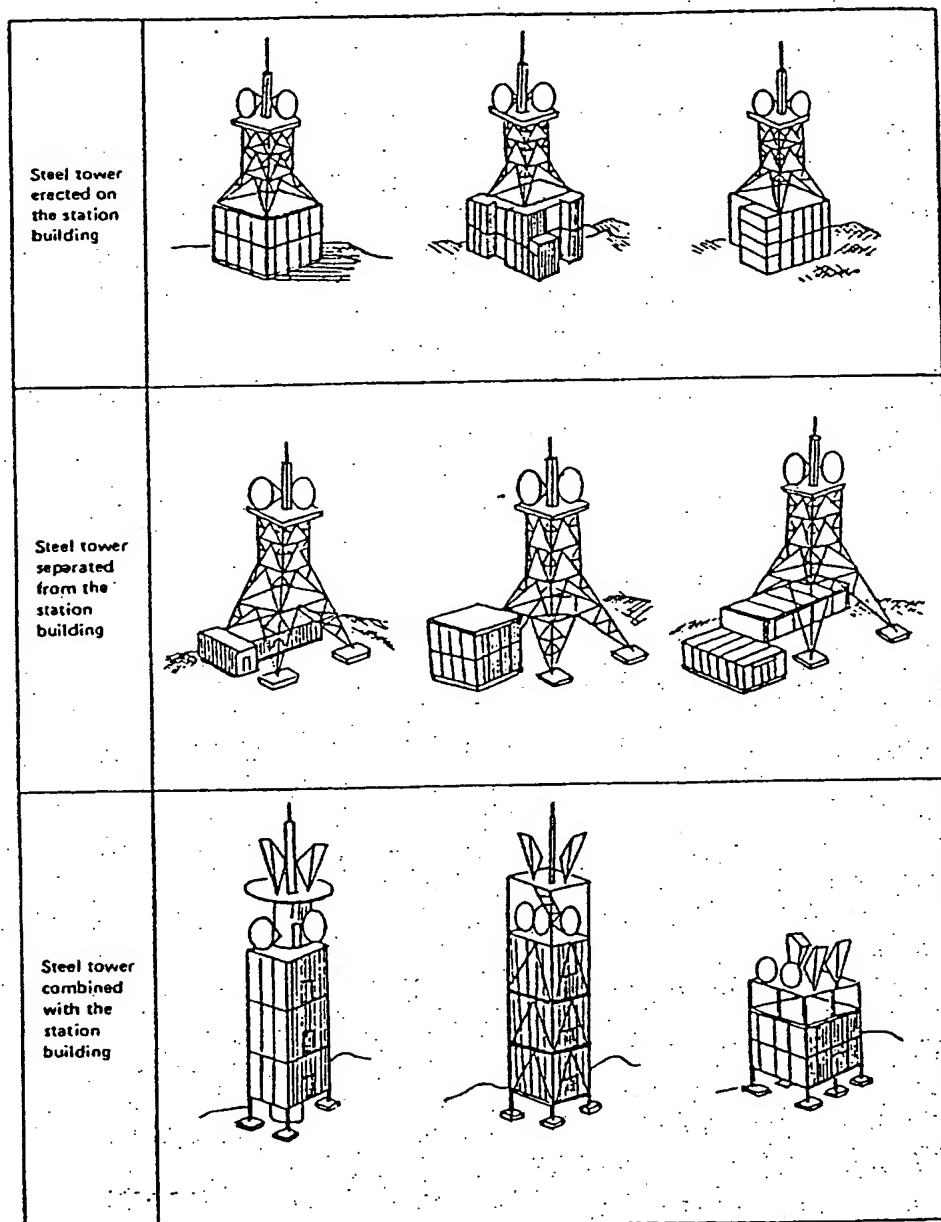 Steel tower
erected on
the station
building
Steel tower
separated
from the
station
building
Steel tower
combined
with the
station
building